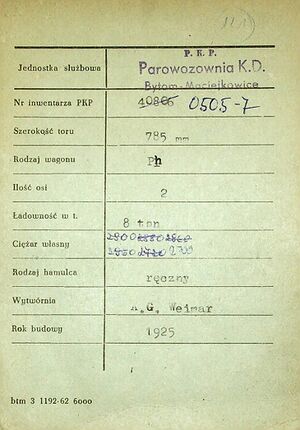 P.K.P.
Jednostka służbowa Parowozownia K.D.
Bytom-Maciejkowice
Nr inwentarza PKP 0505-7
Szerokość toru 785 mm
Rodzaj wagonu Ph
Ilość osi 2
Ładowność w t. 8 ton
Ciężar własny
Rodzaj hamulca ręczny
Wytwórnia A.G. Weimar
Rok budowy 1925
btm 3 1192-62 6000